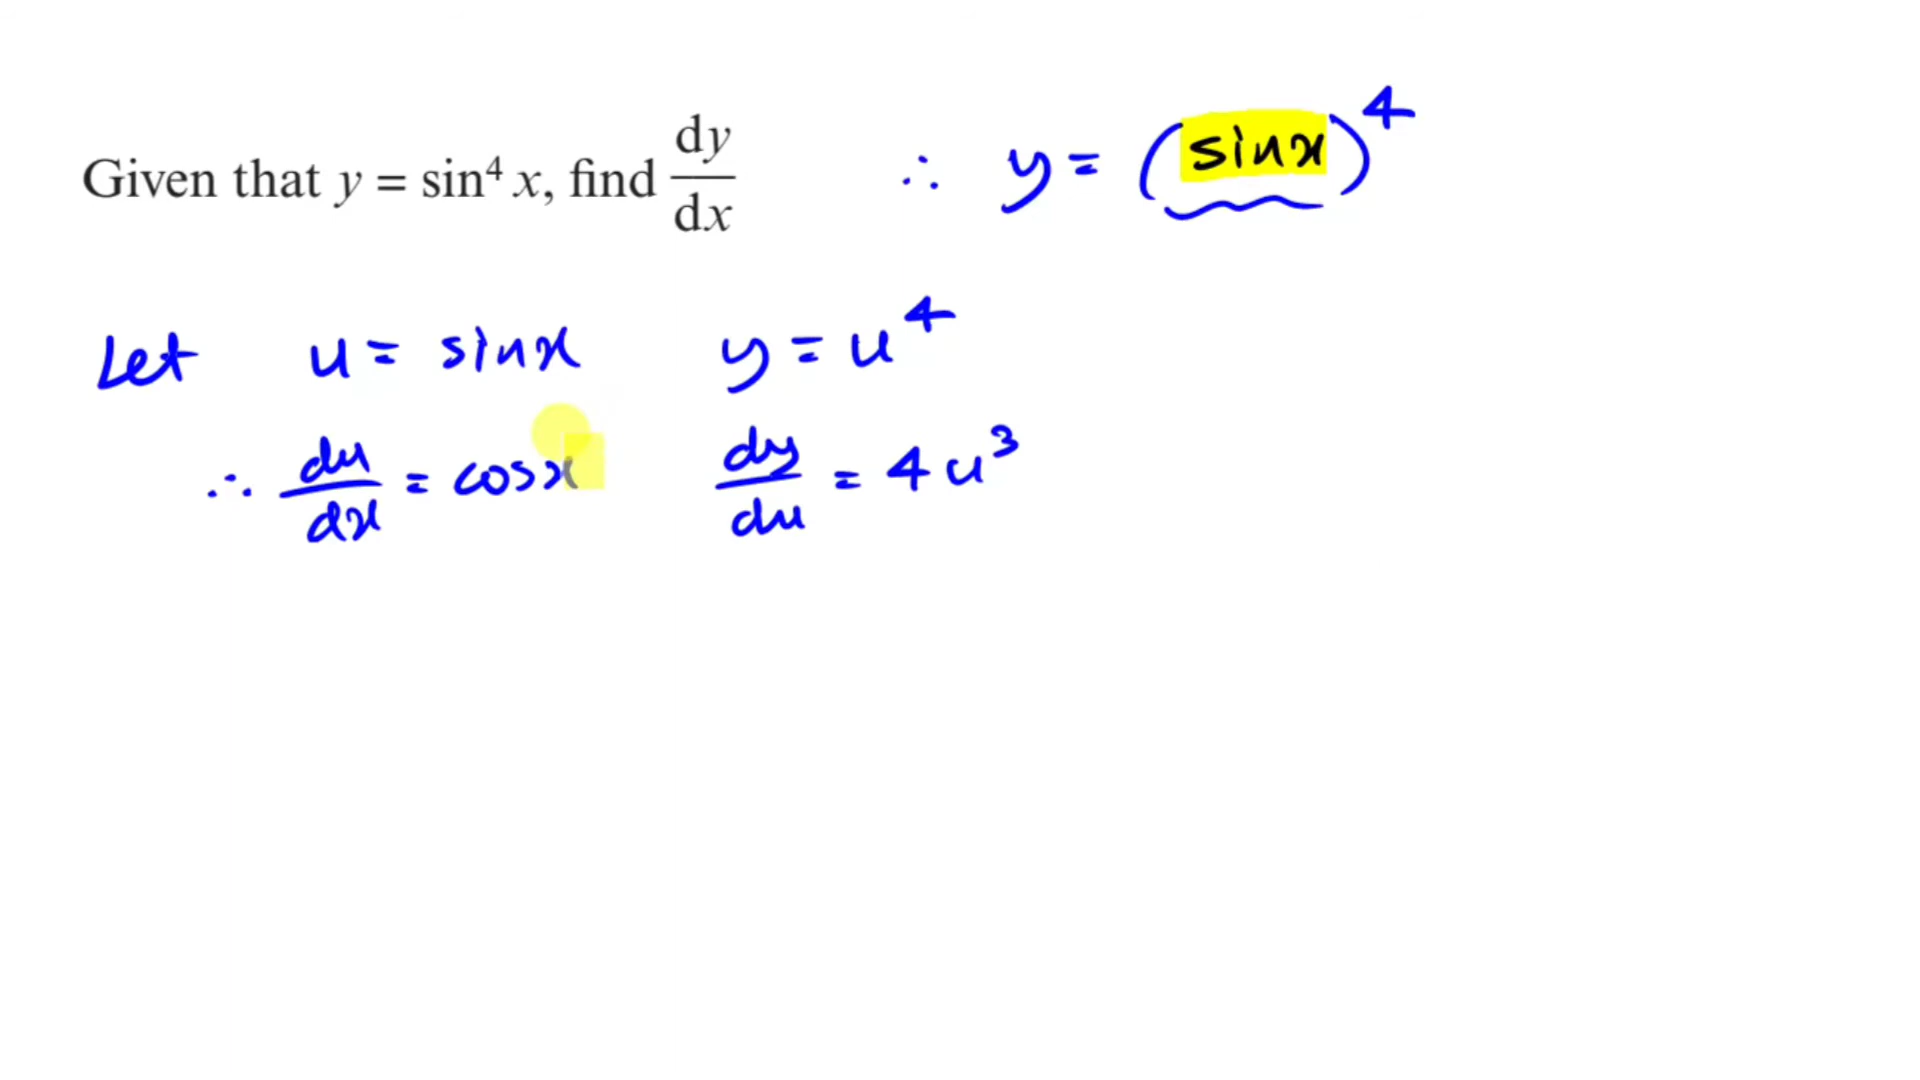 Given that y = sin⁴ x, find dy/dx ∴ y = (sinx)⁴
Let u = sinx y = u⁴
∴ du/dx = cosx dy/du = 4u³